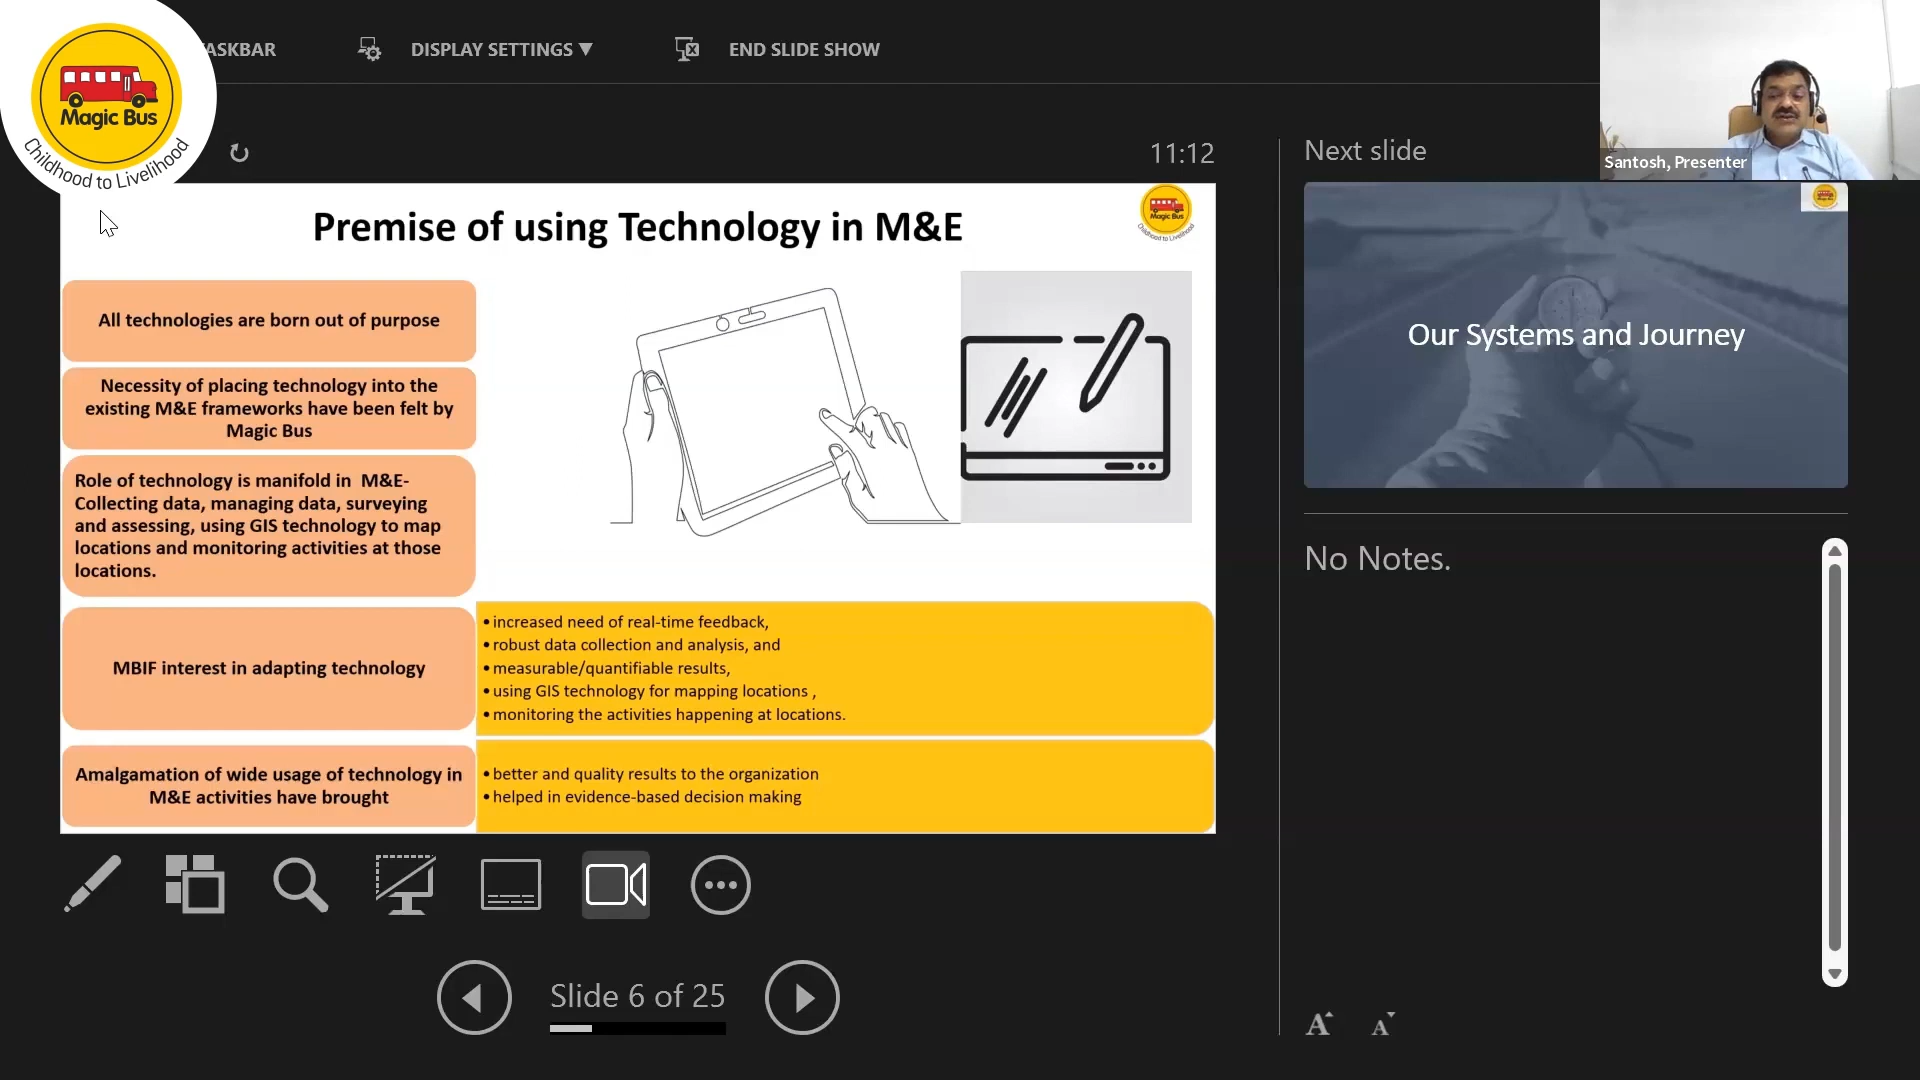 TASKBAR
DISPLAY SETTINGS ▼
END SLIDE SHOW
Magic Bus
Childhood to Livelihood
11:12
Next slide
Santosh, Presenter
Premise of using Technology in M&E
Magic Bus
Childhood to Livelihood
All technologies are born out of purpose
Necessity of placing technology into the
existing M&E frameworks have been felt by
Magic Bus
Role of technology is manifold in M&E-
Collecting data, managing data, surveying
and assessing, using GIS technology to map
locations and monitoring activities at those
locations.
MBIF interest in adapting technology
• increased need of real-time feedback,
• robust data collection and analysis, and
• measurable/quantifiable results,
• using GIS technology for mapping locations ,
• monitoring the activities happening at locations.
Amalgamation of wide usage of technology in
M&E activities have brought
• better and quality results to the organization
• helped in evidence-based decision making
Our Systems and Journey
No Notes.
Slide 6 of 25
A A